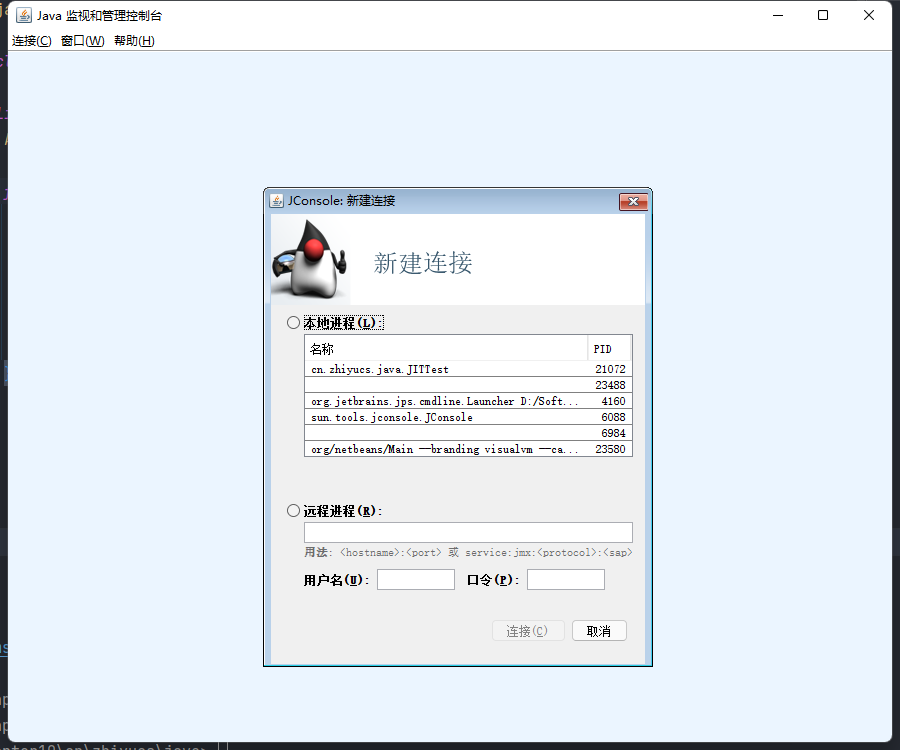 Java 监视和管理控制台
连接(C) 窗口(W) 帮助(H)
JConsole: 新建连接
新建连接
本地进程(L):
名称 PID
cn.zhiyucs.java.JITTest 21072
23488
org.jetbrains.jps.cmdline.Launcher D:/Soft... 4160
sun.tools.jconsole.JConsole 6088
6984
org/netbeans/Main —branding visualvm —ca... 23580
远程进程(R):
用法: <hostname>:<port> 或 service:jmx:<protocol>:<sap>
用户名(U): 口令(P):
连接(C) 取消